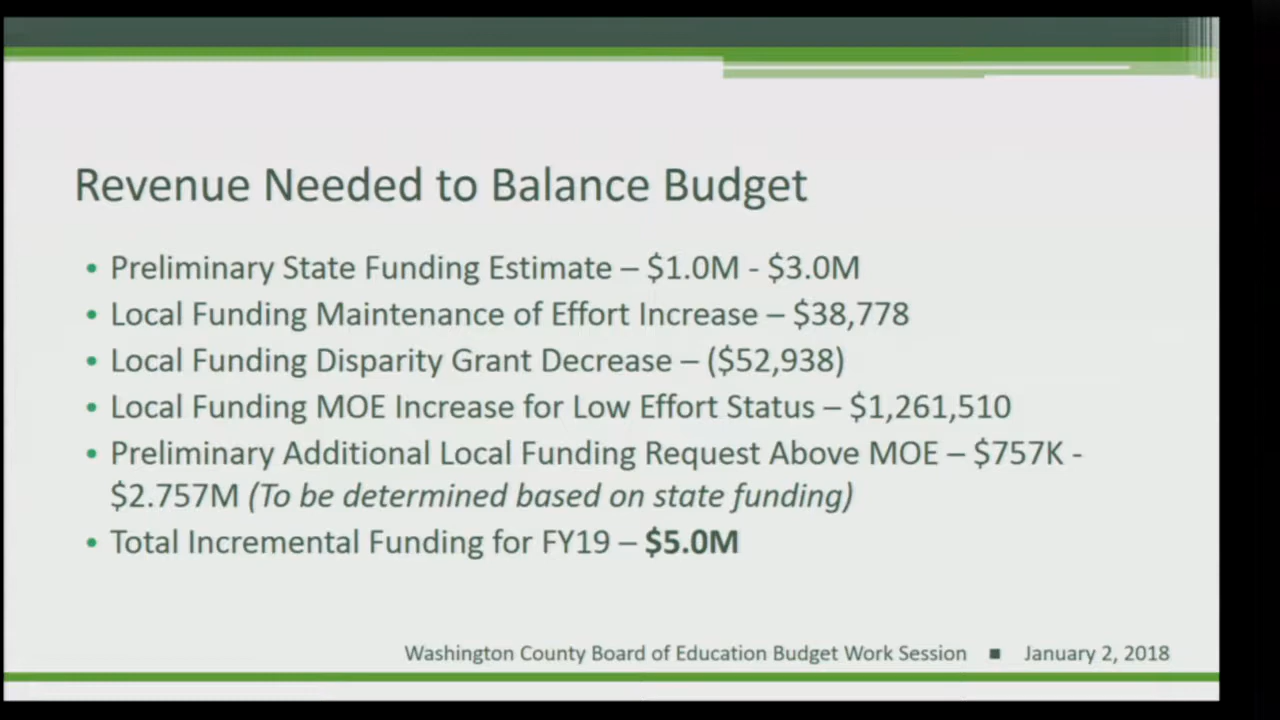 Revenue Needed to Balance Budget
• Preliminary State Funding Estimate – $1.0M - $3.0M
• Local Funding Maintenance of Effort Increase – $38,778
• Local Funding Disparity Grant Decrease – ($52,938)
• Local Funding MOE Increase for Low Effort Status – $1,261,510
• Preliminary Additional Local Funding Request Above MOE – $757K -
$2.757M (To be determined based on state funding)
• Total Incremental Funding for FY19 – $5.0M
Washington County Board of Education Budget Work Session ■ January 2, 2018